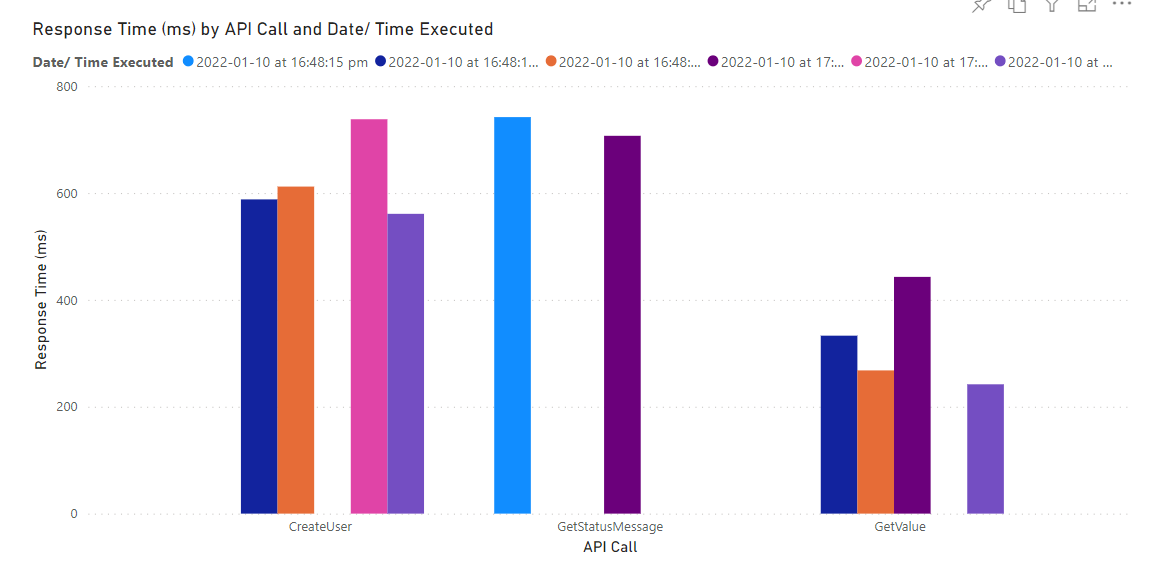 Response Time (ms) by API Call and Date/ Time Executed
Date/ Time Executed 2022-01-10 at 16:48:15 pm 2022-01-10 at 16:48:1... 2022-01-10 at 16:48:... 2022-01-10 at 17:... 2022-01-10 at 17:... 2022-01-10 at ...
800
600
400
200
0
Response Time (ms)
CreateUser GetStatusMessage GetValue
API Call